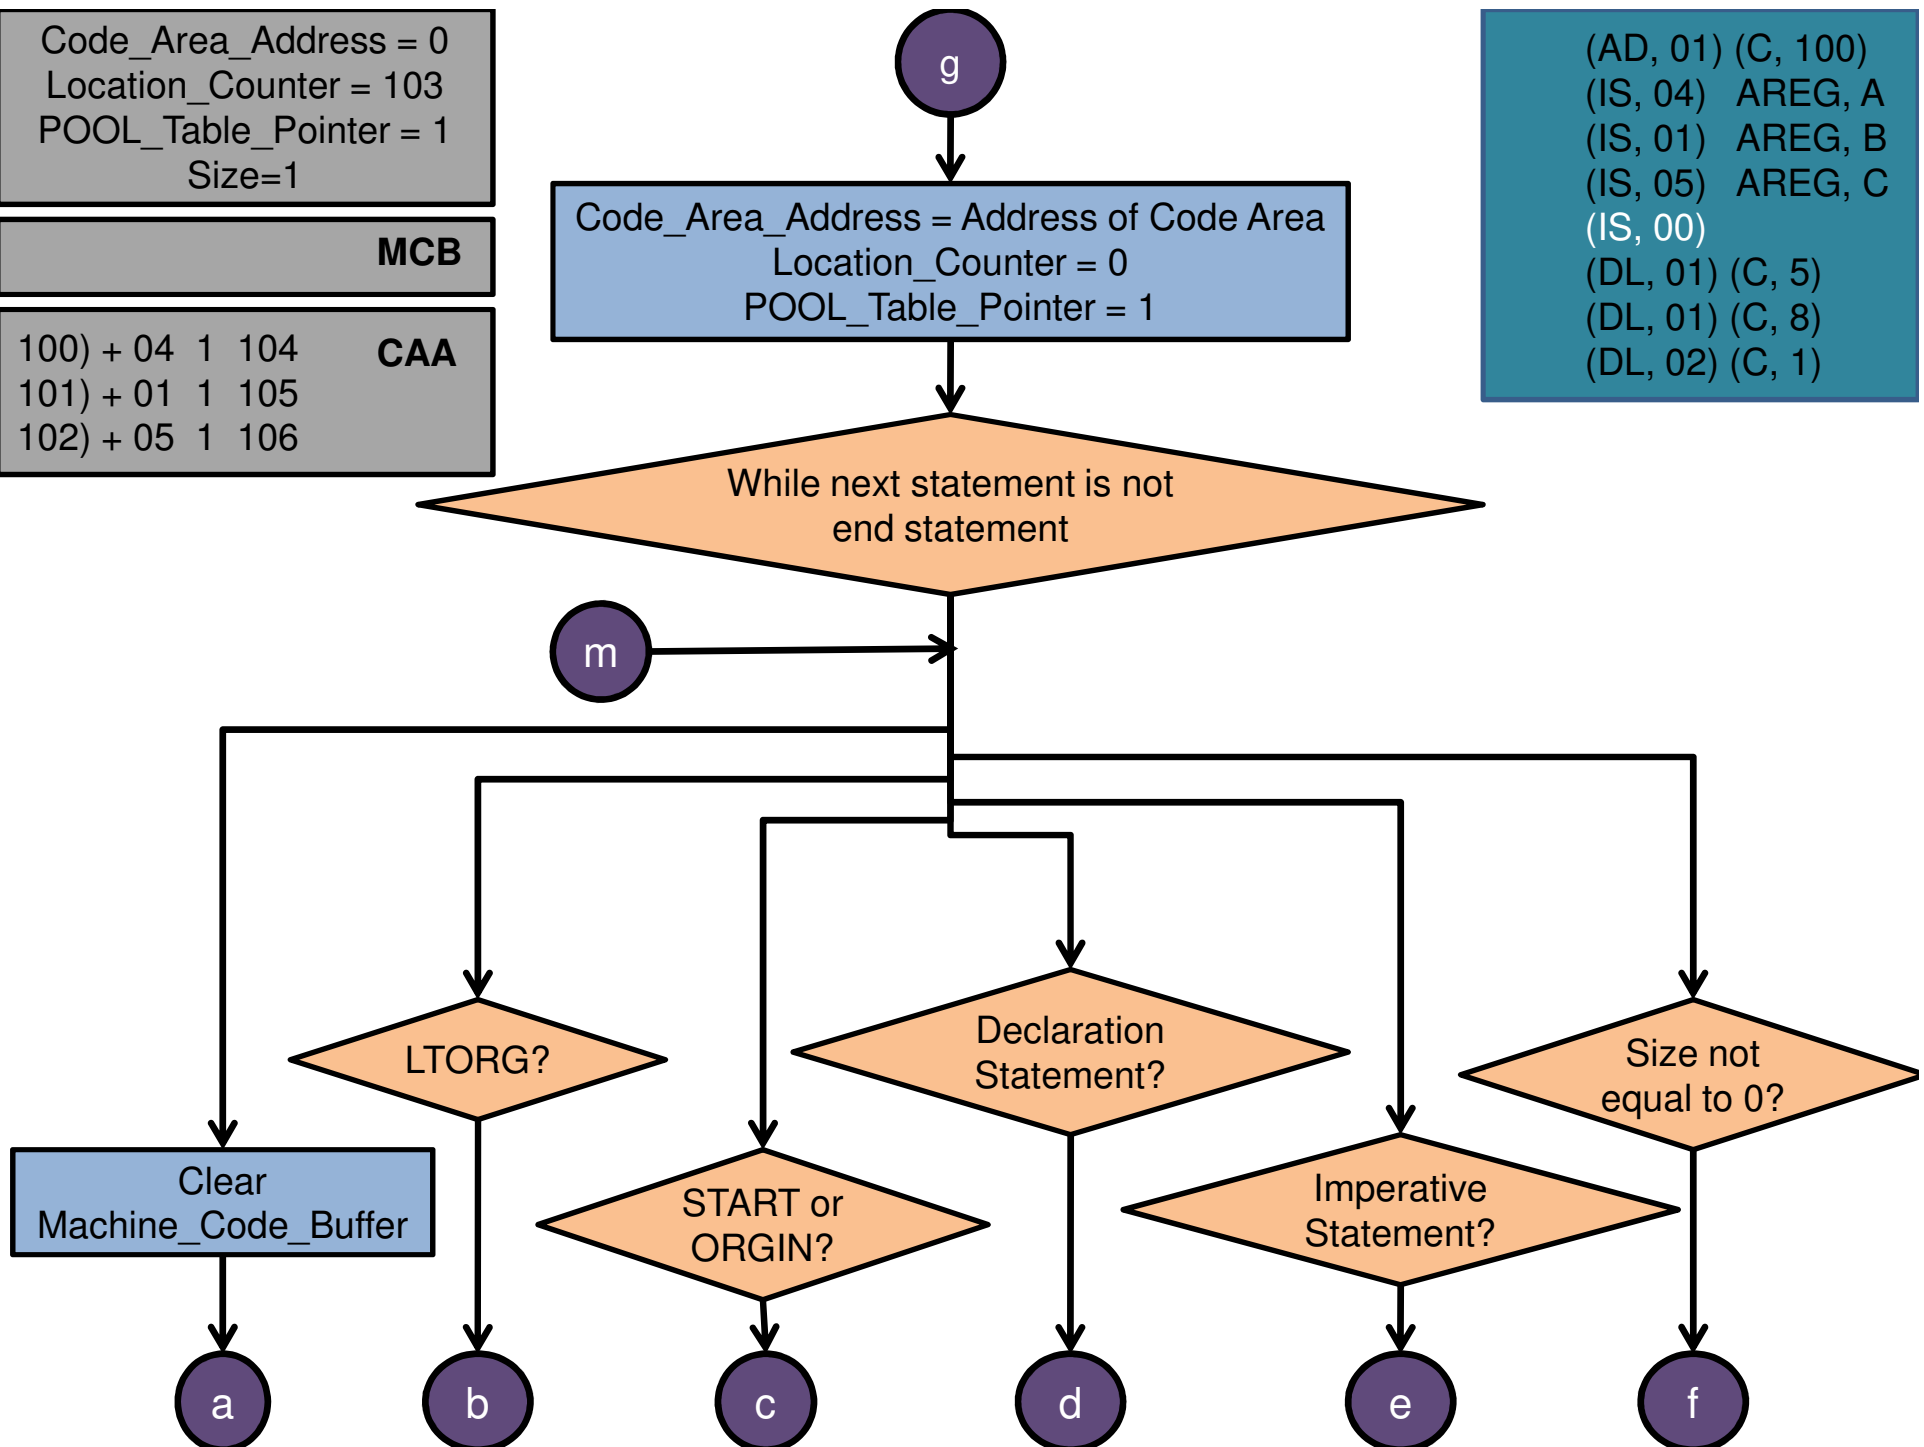 Code_Area_Address = 0
Location_Counter = 103
POOL_Table_Pointer = 1
Size=1
MCB
100) + 04 1 104 CAA
101) + 01 1 105
102) + 05 1 106
g
Code_Area_Address = Address of Code Area
Location_Counter = 0
POOL_Table_Pointer = 1
(AD, 01) (C, 100)
(IS, 04) AREG, A
(IS, 01) AREG, B
(IS, 05) AREG, C
(IS, 00)
(DL, 01) (C, 5)
(DL, 01) (C, 8)
(DL, 02) (C, 1)
While next statement is not
end statement
m
LTORG?
Declaration
Statement?
Size not
equal to 0?
Clear
Machine_Code_Buffer
START or
ORGIN?
Imperative
Statement?
a
b
c
d
e
f